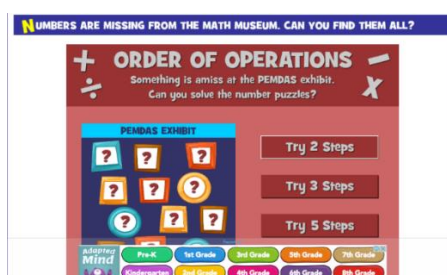 NUMBERS ARE MISSING FROM THE MATH MUSEUM. CAN YOU FIND THEM ALL?
+ ORDER OF OPERATIONS −
÷ Something is amiss at the PEMDAS exhibit. X
Can you solve the number puzzles?
PEMDAS EXHIBIT
? ? ?
? ? ?
? ? ?
Try 2 Steps
Try 3 Steps
Try 5 Steps
Adapted Mind
Pre-K 1st Grade 3rd Grade 5th Grade 7th Grade
Kindergarten 2nd Grade 4th Grade 6th Grade 8th Grade